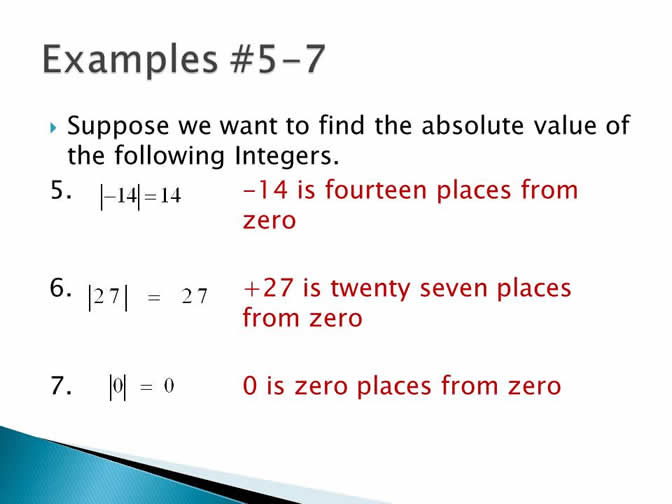 Examples #5-7
Suppose we want to find the absolute value of
the following Integers.
5. |−14| = 14 −14 is fourteen places from
zero
6. |27| = 27 +27 is twenty seven places
from zero
7. |0| = 0 0 is zero places from zero